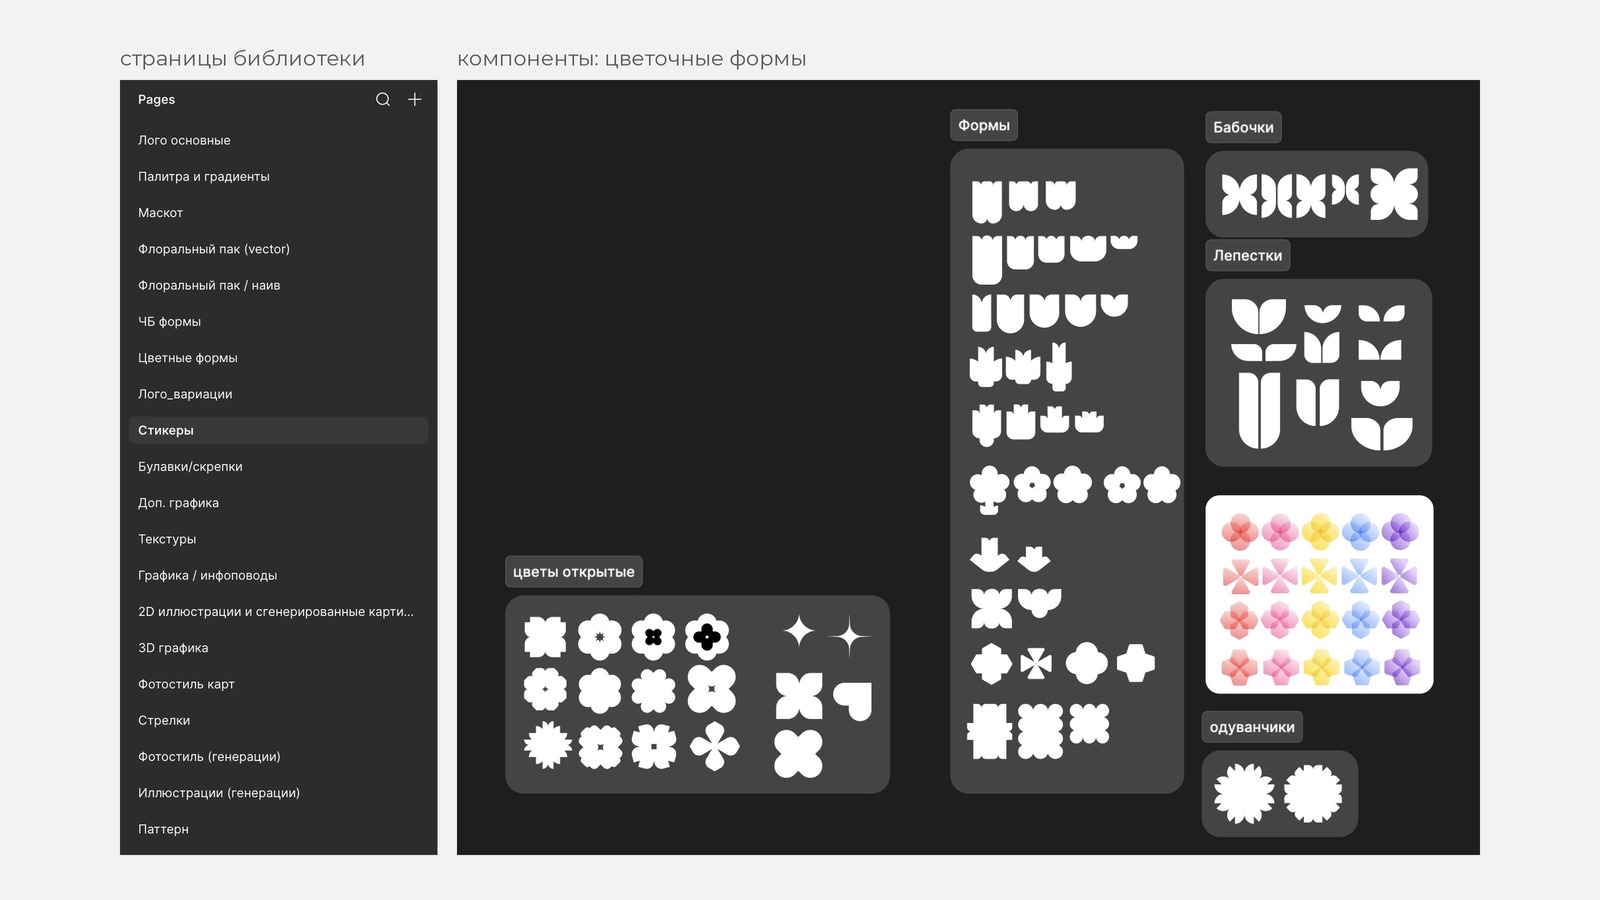 страницы библиотеки
Pages
Лого основные
Палитра и градиенты
Маскот
Флоральный пак (vector)
Флоральный пак / наив
ЧБ формы
Цветные формы
Лого_вариации
Стикеры
Булавки/скрепки
Доп. графика
Текстуры
Графика / инфоповоды
2D иллюстрации и сгенерированные карти...
3D графика
Фотостиль карт
Стрелки
Фотостиль (генерации)
Иллюстрации (генерации)
Паттерн
компоненты: цветочные формы
цветы открытые
Формы
Бабочки
Лепестки
одуванчики